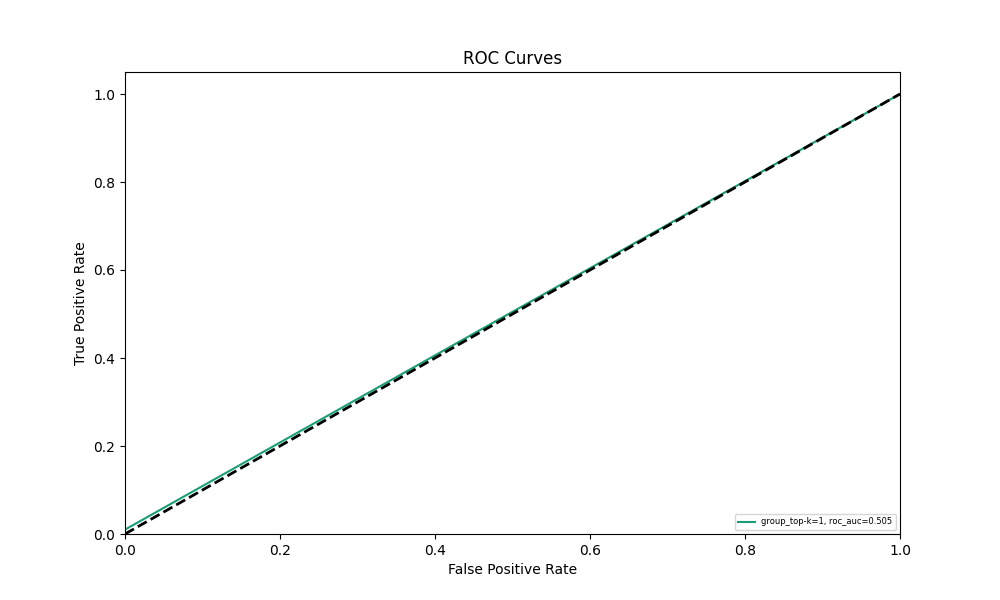 ROC Curves
True Positive Rate
1.0
0.8
0.6
0.4
0.2
0.0
0.0 0.2 0.4 0.6 0.8 1.0
False Positive Rate
group_top-k=1, roc_auc=0.505